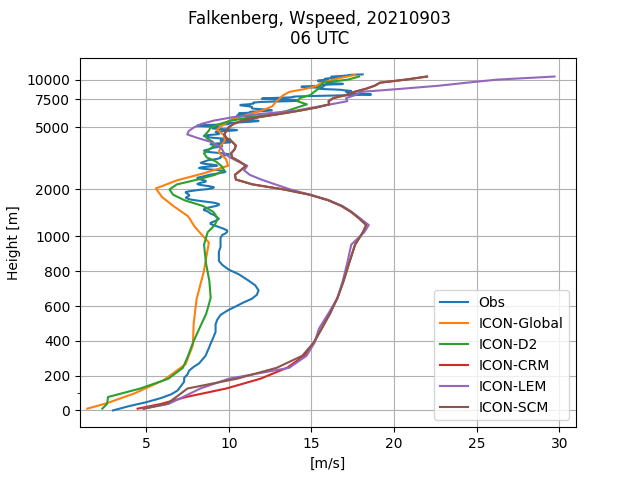 Falkenberg, Wspeed, 20210903
06 UTC
Height [m]
10000
7500
5000
2000
1000
800
600
400
200
0
Obs
ICON-Global
ICON-D2
ICON-CRM
ICON-LEM
ICON-SCM
5 10 15 20 25 30
[m/s]